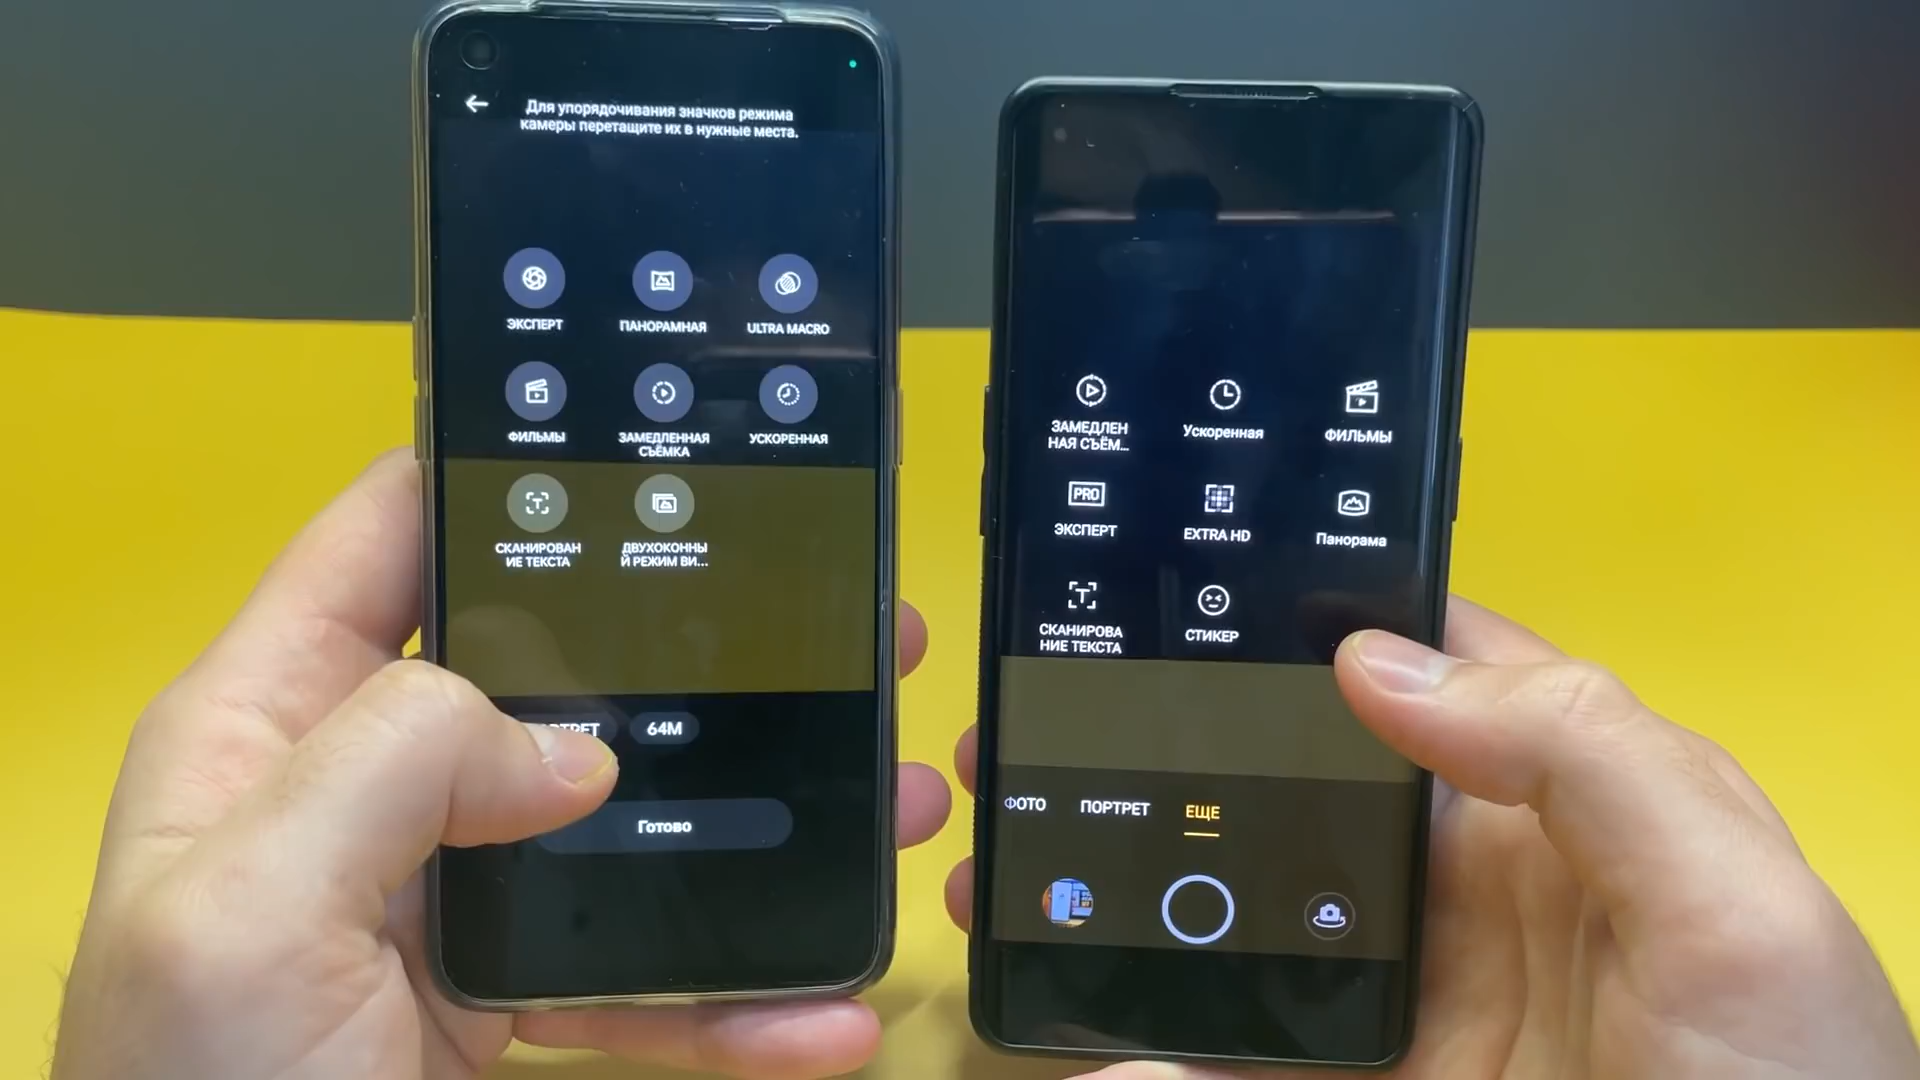 Для упорядочивания значков режима
камеры перетащите их в нужные места.
ЭКСПЕРТ
ПАНОРАМНАЯ
ULTRA MACRO
ФИЛЬМЫ
ЗАМЕДЛЕННАЯ
СЪЁМКА
УСКОРЕННАЯ
СКАНИРОВАН
ИЕ ТЕКСТА
ДВУХОКОННЫ
Й РЕЖИМ ВИ...
64M
Готово
ЗАМЕДЛЕН
НАЯ СЪЁМ...
Ускоренная
ФИЛЬМЫ
PRO
ЭКСПЕРТ
EXTRA HD
Панорама
СКАНИРОВА
НИЕ ТЕКСТА
СТИКЕР
ФОТО
ПОРТРЕТ
ЕЩЕ